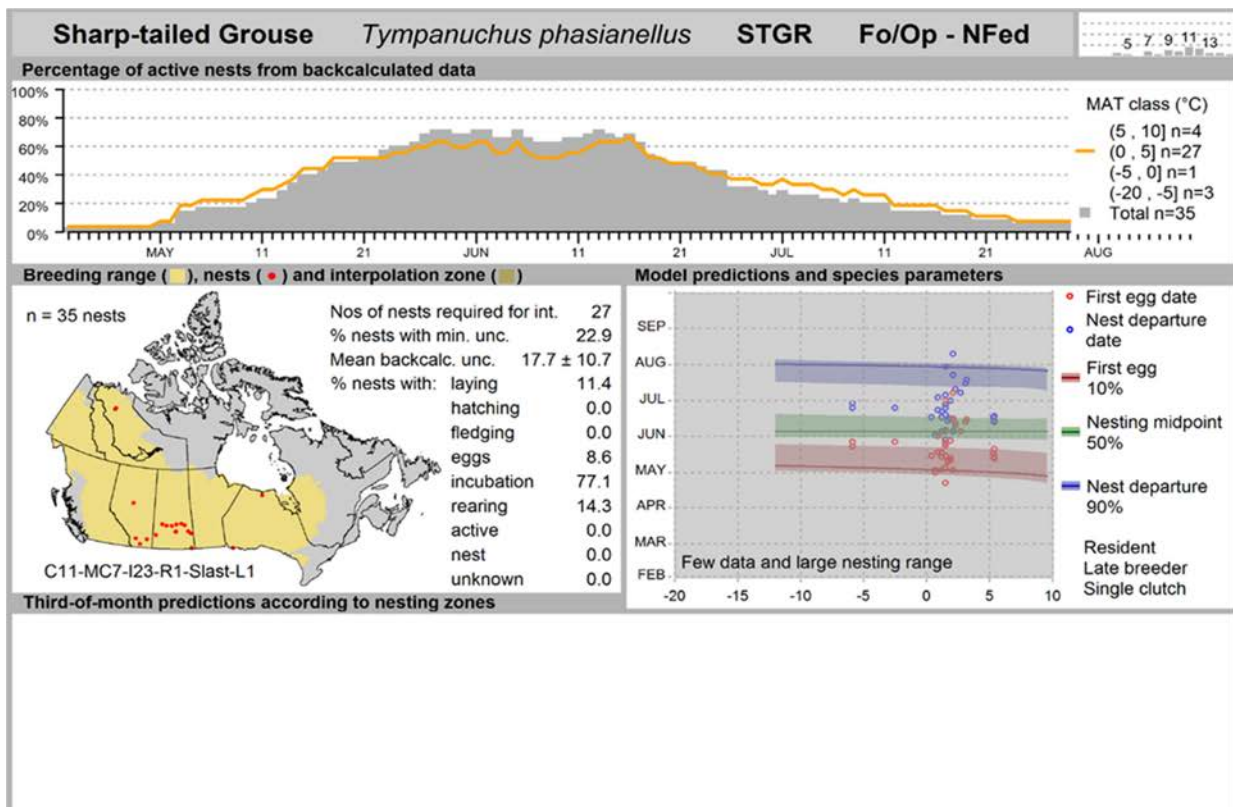 Sharp-tailed Grouse Tympanuchus phasianellus STGR Fo/Op - NFed
5 7 9 11 13
Percentage of active nests from backcalculated data
100%
80%
60%
40%
20%
0%
MAY 11 21 JUN 11 21 JUL 11 21 AUG
MAT class (°C)
(5 , 10] n=4
(0 , 5] n=27
(-5 , 0] n=1
(-20 , -5] n=3
Total n=35
Breeding range ( ), nests ( ) and interpolation zone ( )
n = 35 nests
Nos of nests required for int. 27
% nests with min. unc. 22.9
Mean backcalc. unc. 17.7 ± 10.7
% nests with: laying 11.4
hatching 0.0
fledging 0.0
eggs 8.6
incubation 77.1
rearing 14.3
active 0.0
nest 0.0
unknown 0.0
C11-MC7-I23-R1-Slast-L1
Model predictions and species parameters
SEP
AUG
JUL
JUN
MAY
APR
MAR
FEB
Few data and large nesting range
-20 -15 -10 -5 0 5 10
First egg date
Nest departure
date
First egg
10%
Nesting midpoint
50%
Nest departure
90%
Resident
Late breeder
Single clutch
Third-of-month predictions according to nesting zones